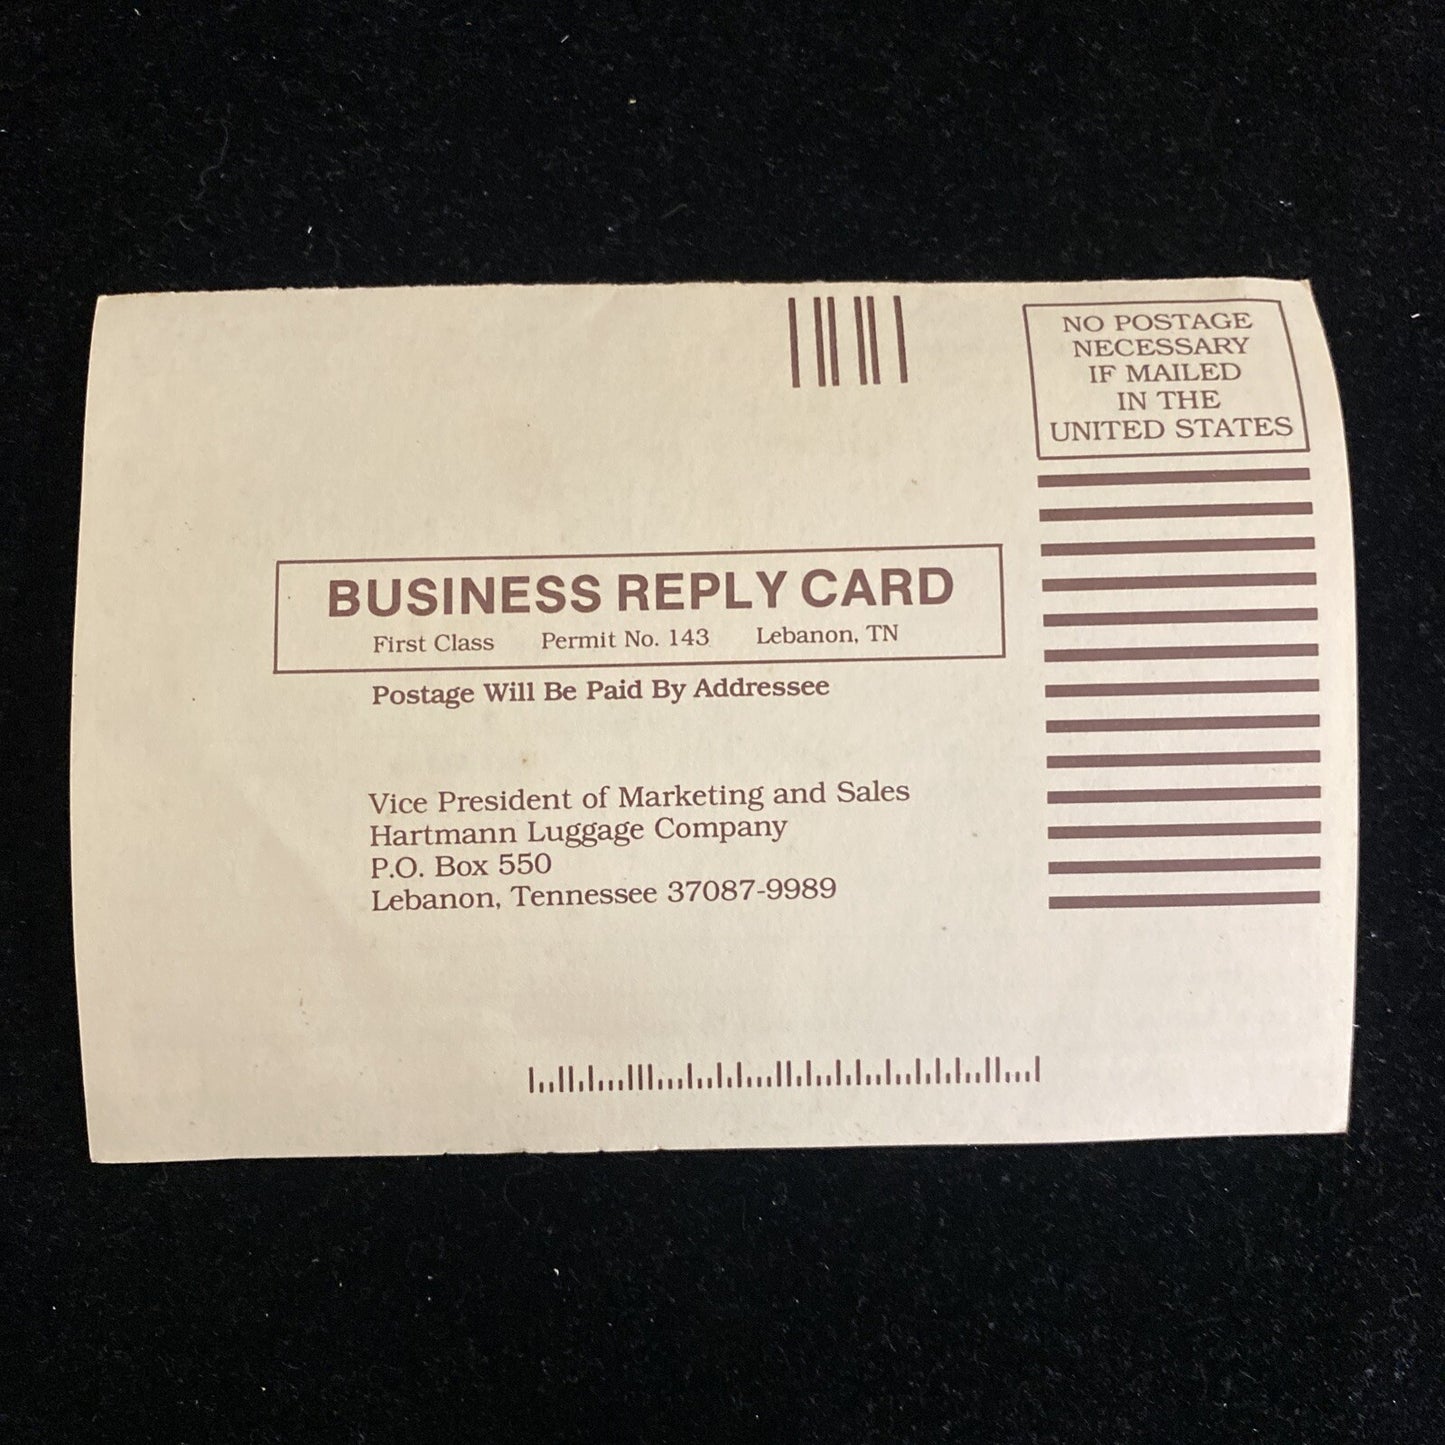 NO POSTAGE
NECESSARY
IF MAILED
IN THE
UNITED STATES
BUSINESS REPLY CARD
First Class Permit No. 143 Lebanon, TN
Postage Will Be Paid By Addressee
Vice President of Marketing and Sales
Hartmann Luggage Company
P.O. Box 550
Lebanon, Tennessee 37087-9989